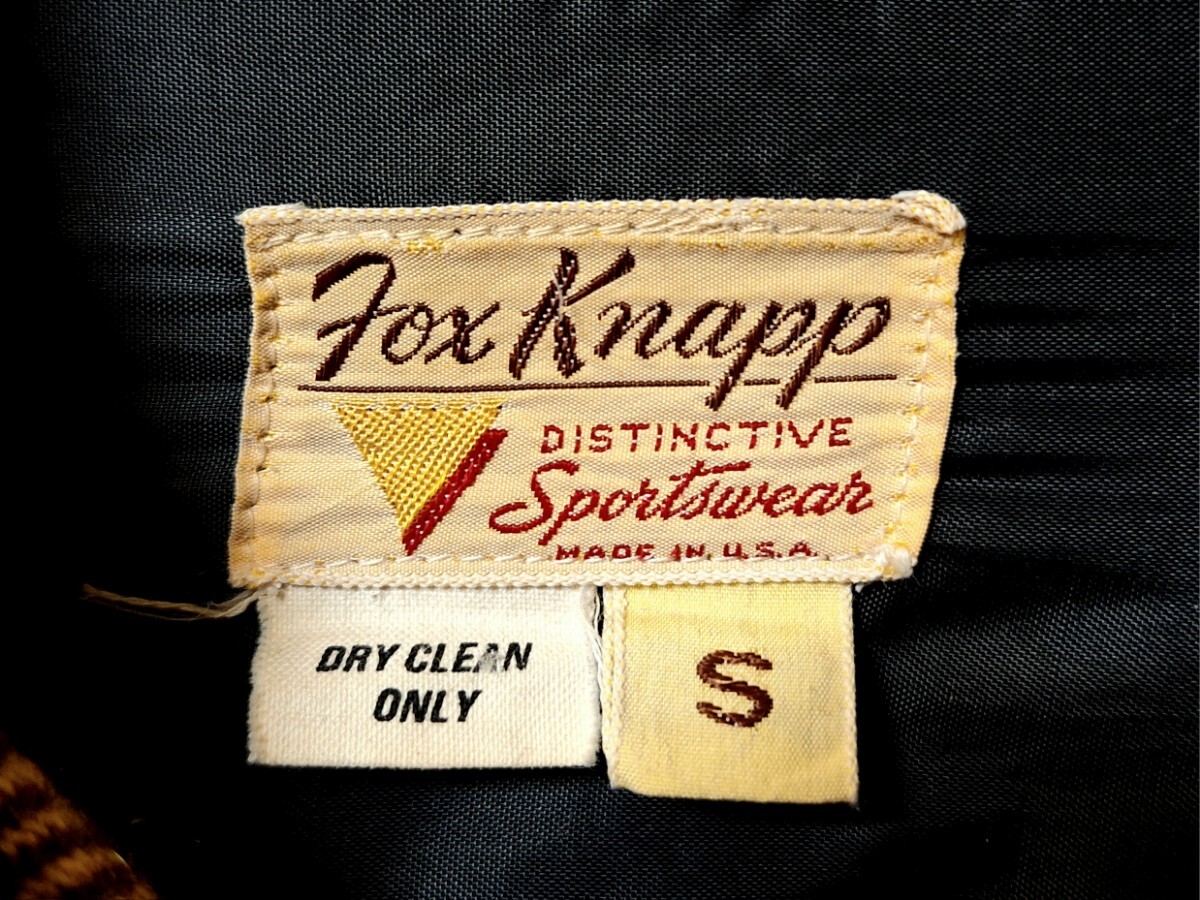 Fox Knapp
DISTINCTIVE
Sportswear
MADE IN U.S.A.
DRY CLEAN
ONLY
S